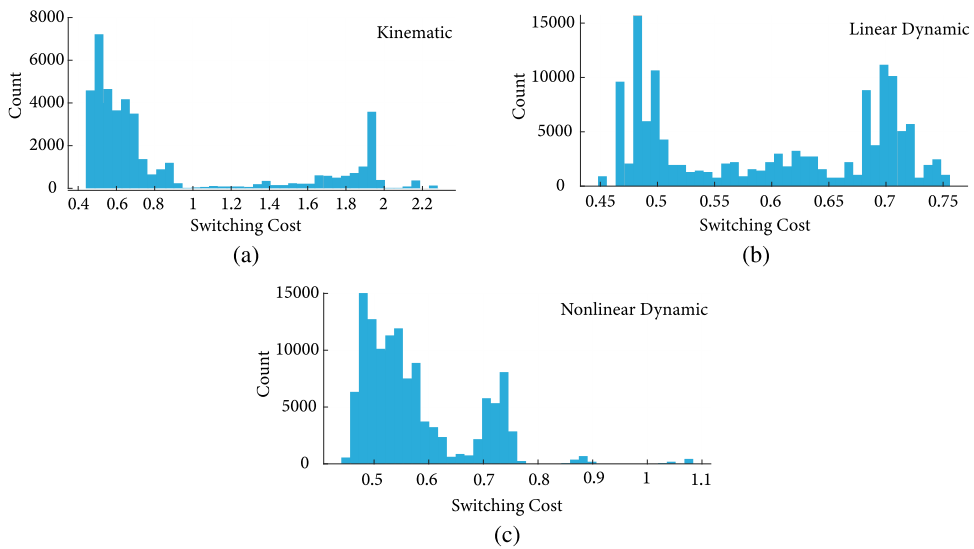 Kinematic
Count
8000
6000
4000
2000
0
0.4 0.6 0.8 1 1.2 1.4 1.6 1.8 2 2.2
Switching Cost
(a)
Linear Dynamic
Count
15000
10000
5000
0
0.45 0.5 0.55 0.6 0.65 0.7 0.75
Switching Cost
(b)
Nonlinear Dynamic
Count
15000
10000
5000
0
0.5 0.6 0.7 0.8 0.9 1 1.1
Switching Cost
(c)